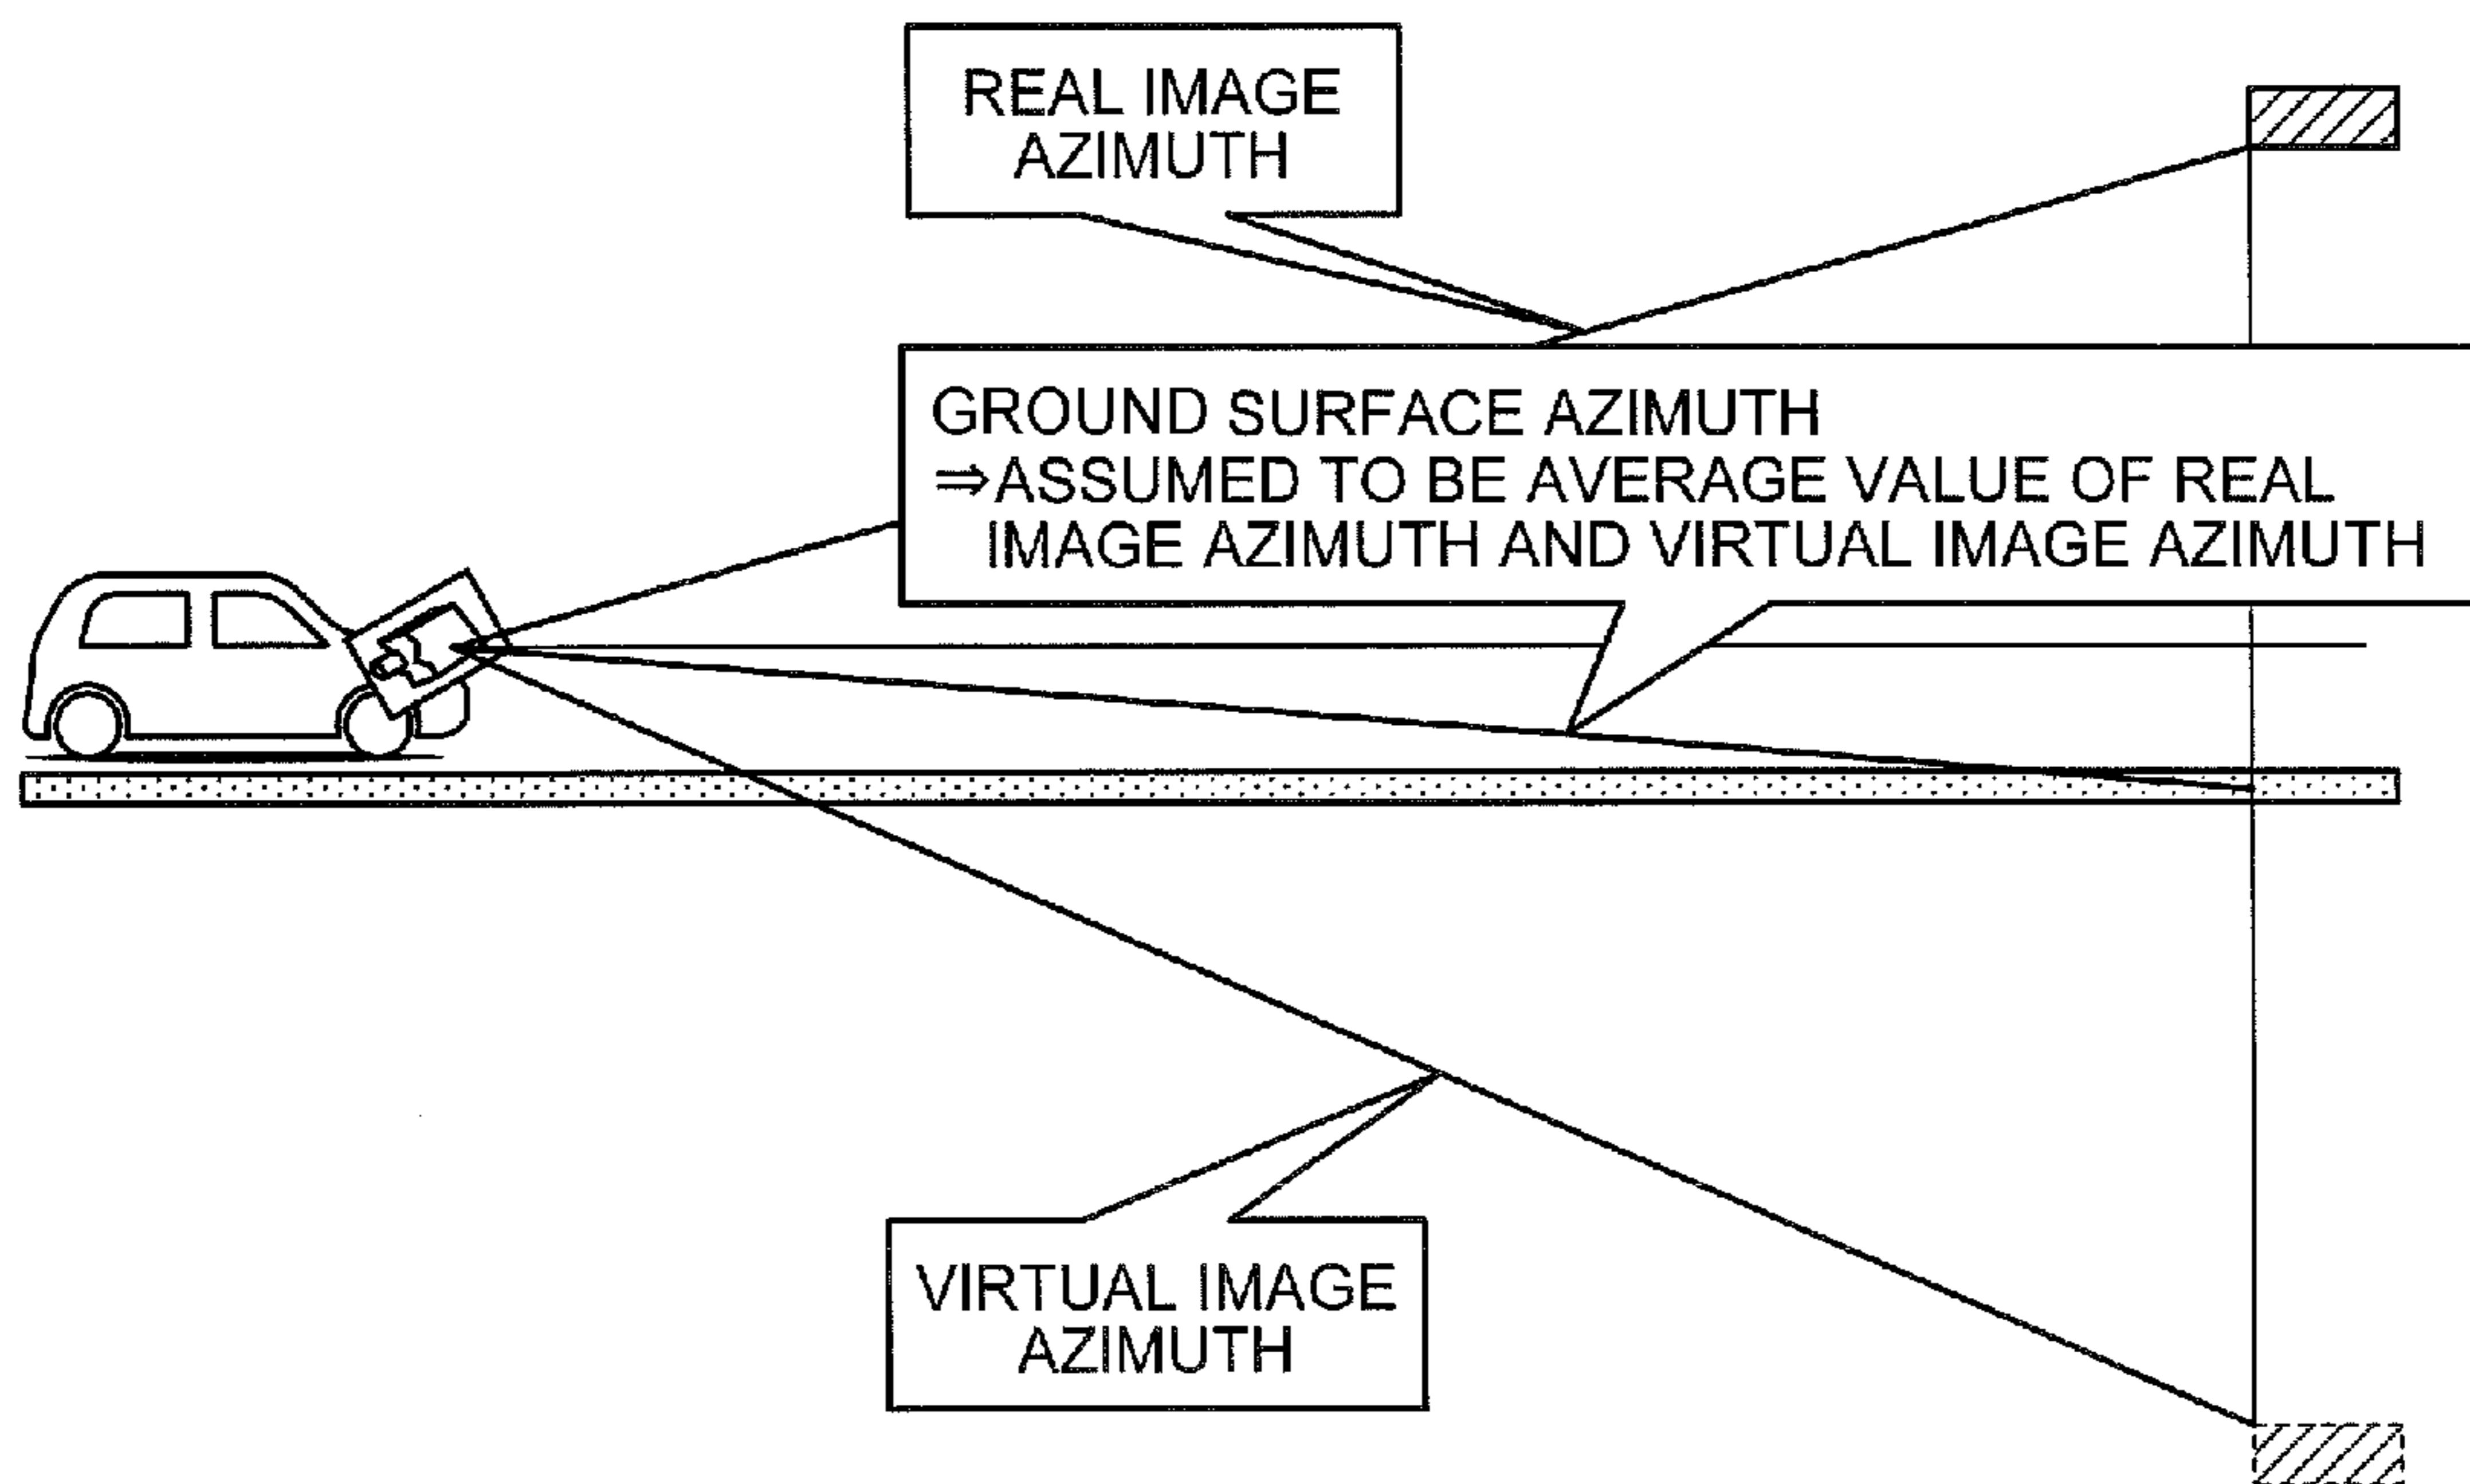 REAL IMAGE
AZIMUTH
GROUND SURFACE AZIMUTH
⇒ASSUMED TO BE AVERAGE VALUE OF REAL
IMAGE AZIMUTH AND VIRTUAL IMAGE AZIMUTH
VIRTUAL IMAGE
AZIMUTH